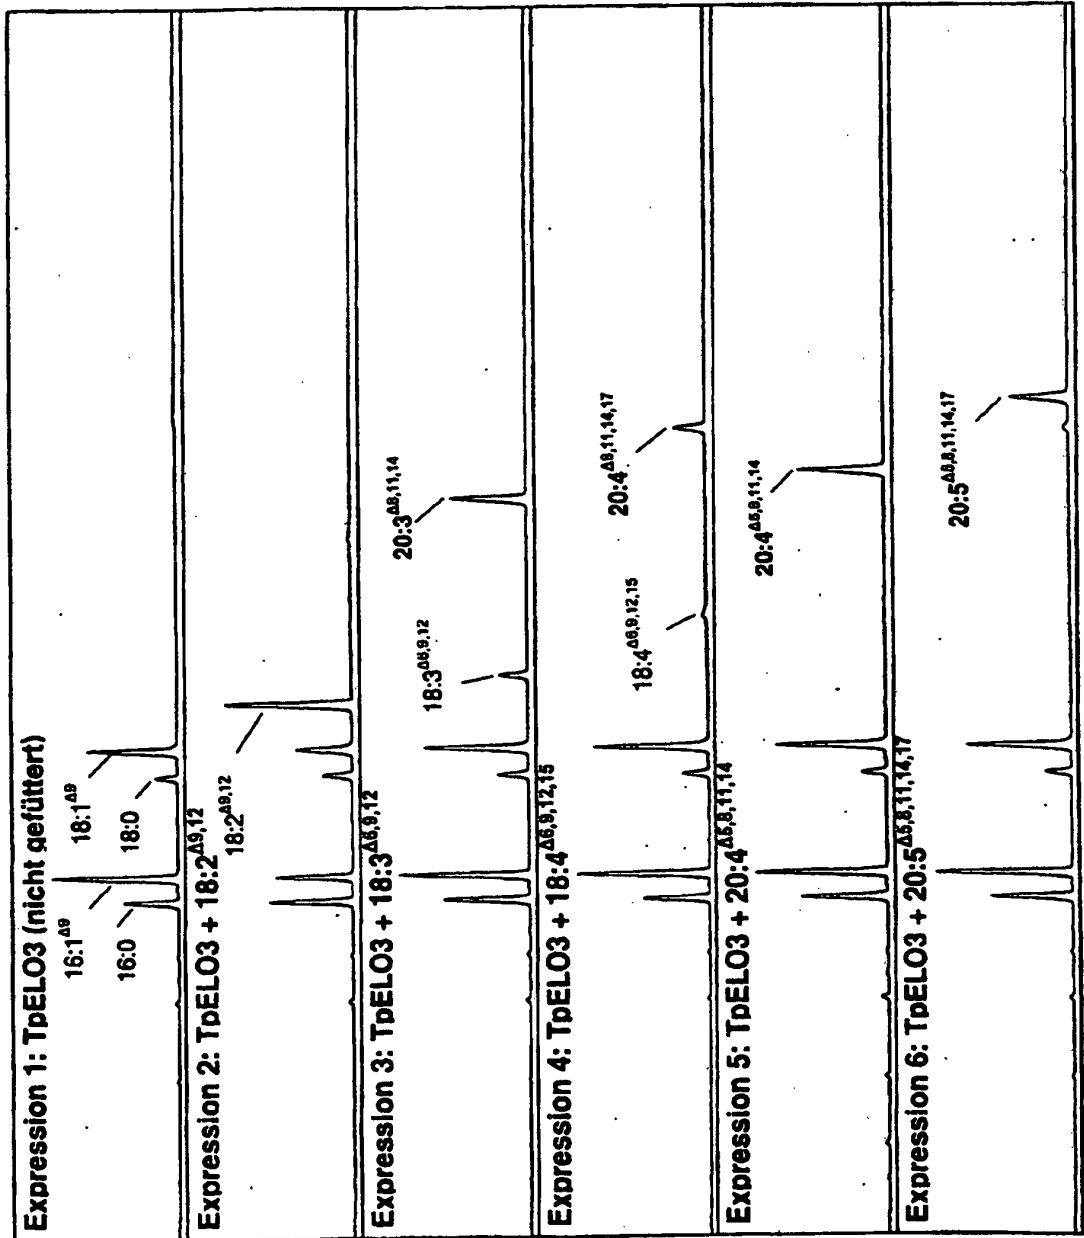 Expression 1: TpELO3 (nicht gefüttert)
16:1Δ9
16:0
18:1Δ9
18:0
Expression 2: TpELO3 + 18:2Δ9,12
18:2Δ9,12
Expression 3: TpELO3 + 18:3Δ6,9,12
18:3Δ6,9,12
20:3Δ8,11,14
Expression 4: TpELO3 + 18:4Δ6,9,12,15
18:4Δ6,9,12,15
20:4Δ8,11,14,17
Expression 5: TpELO3 + 20:4Δ5,8,11,14
20:4Δ5,8,11,14
Expression 6: TpELO3 + 20:5Δ5,8,11,14,17
20:5Δ5,8,11,14,17